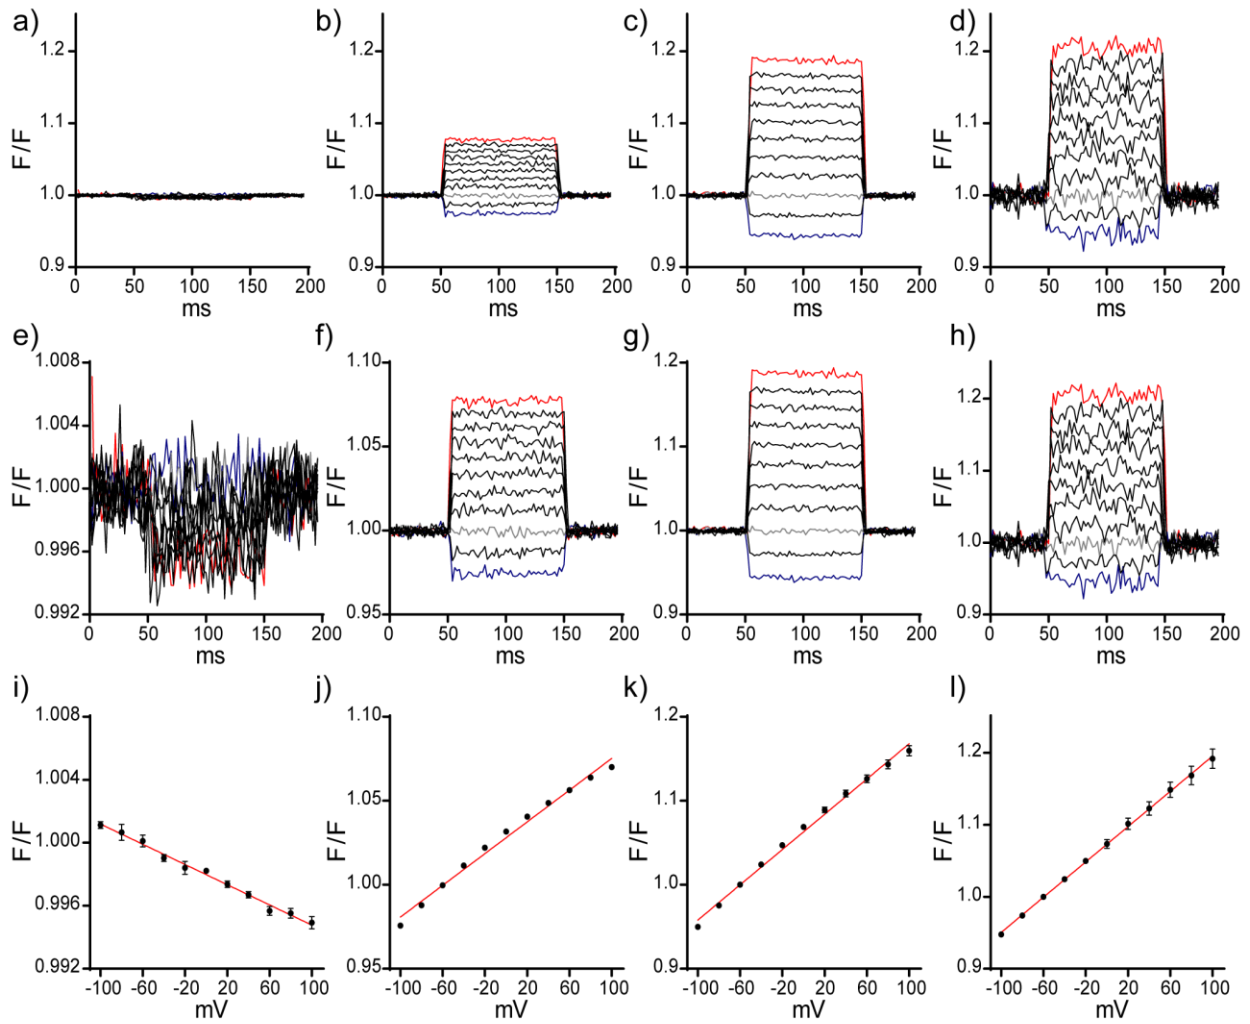 a) b) c) d)
1.2 1.2 1.2 1.2
1.1 1.1 1.1 1.1
F/F F/F F/F F/F
1.0 1.0 1.0 1.0
0.9 0.9 0.9 0.9
0 50 100 150 200 0 50 100 150 200 0 50 100 150 200 0 50 100 150 200
ms ms ms ms
e) f) g) h)
1.008 1.10 1.2 1.2
1.004 1.05 1.1 1.1
F/F F/F F/F F/F
1.000 1.00 1.0 1.0
0.996
0.992 0.95 0.9 0.9
0 50 100 150 200 0 50 100 150 200 0 50 100 150 200 0 50 100 150 200
ms ms ms ms
i) j) k) l)
1.008 1.10 1.2 1.2
1.004 1.05 1.1 1.1
F/F F/F F/F F/F
1.000 1.00 1.0 1.0
0.996
0.992 0.95 0.9 0.9
-100 -60 -20 20 60 100 -100 -60 -20 20 60 100 -100 -60 -20 20 60 100 -100 -60 -20 20 60 100
mV mV mV mV